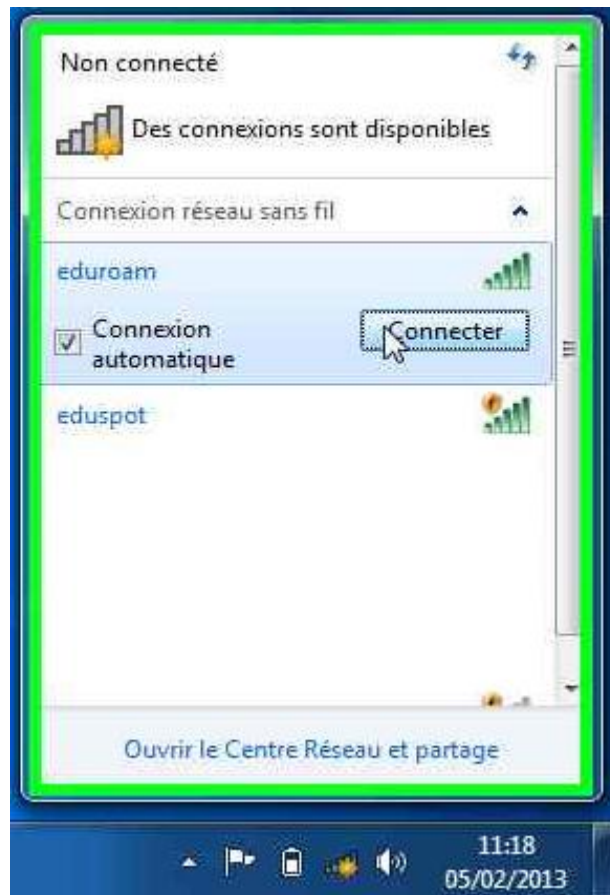 Non connecté
Des connexions sont disponibles
Connexion réseau sans fil
eduroam
Connexion
automatique
Connecter
eduspot
Ouvrir le Centre Réseau et partage
11:18
05/02/2013